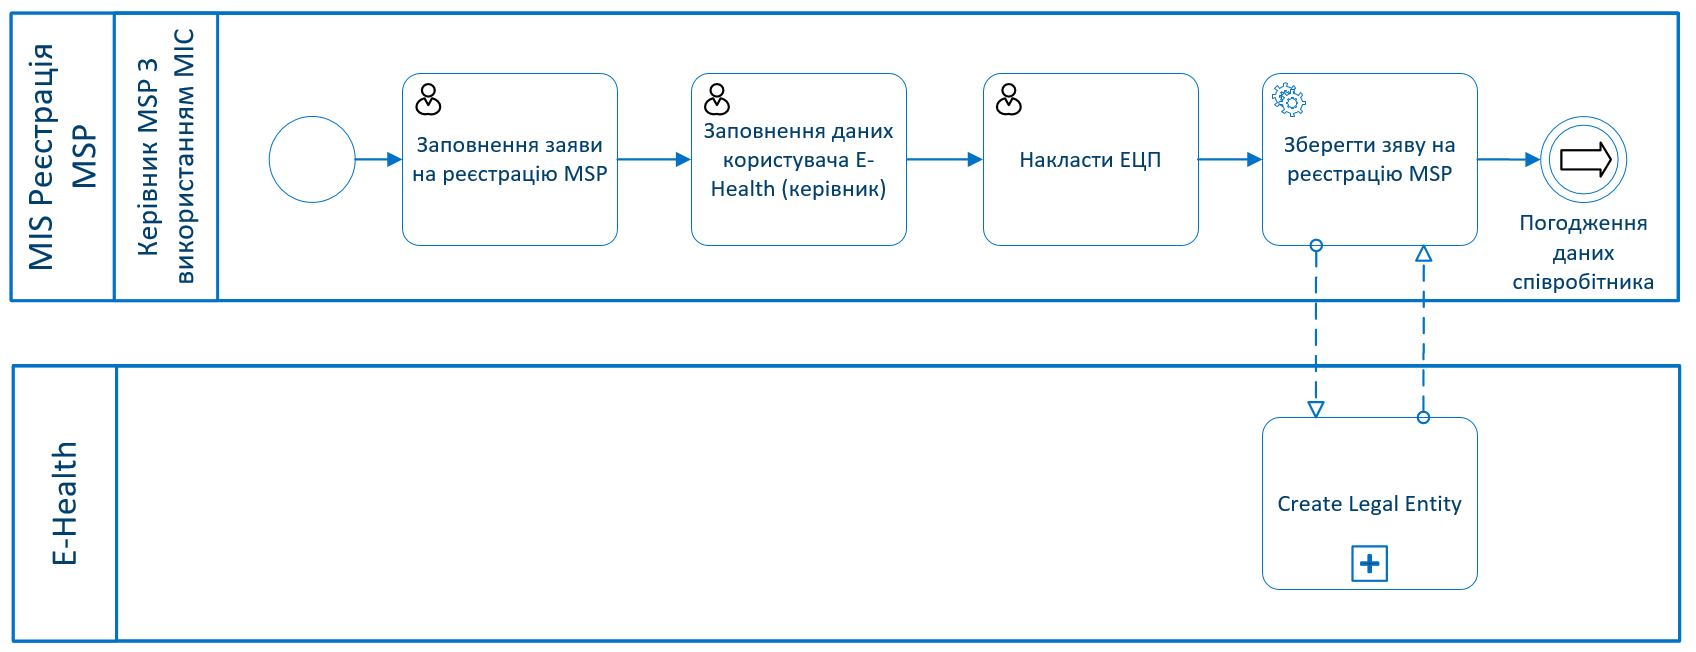 MIS Реєстрація
MSP
Керівник MSP З
використанням МІС
Заповнення заяви
на реєстрацію MSP
Заповнення даних
користувача E-
Health (керівник)
Накласти ЕЦП
Зберегти зяву на
реєстрацію MSP
Погодження
даних
співробітника
E-Health
Create Legal Entity